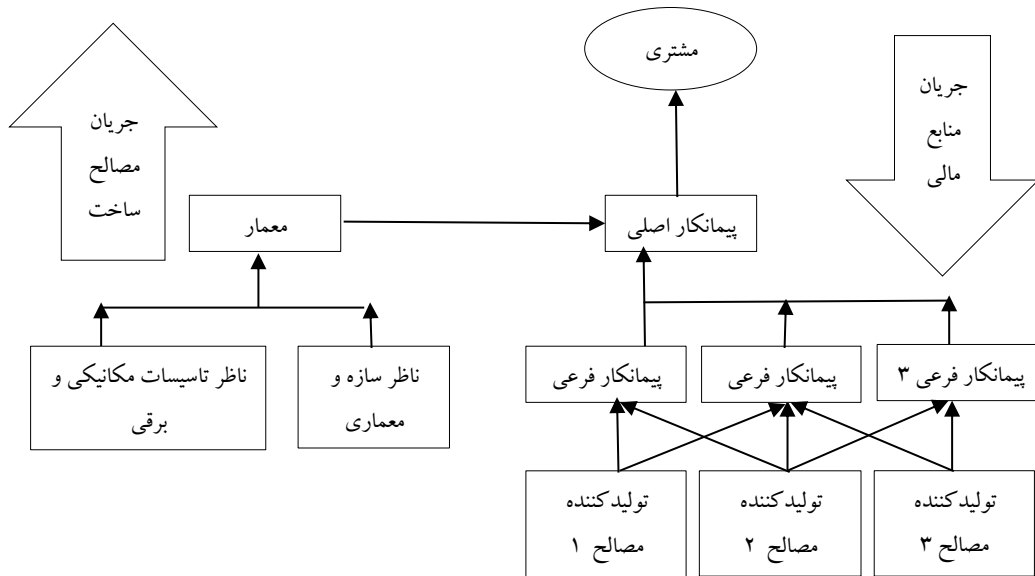 مشتری
جریان
منابع
مالی
جریان
مصالح
ساخت
پیمانکار اصلی
معمار
پیمانکار فرعی ۳
پیمانکار فرعی
پیمانکار فرعی
ناظر سازه و
معماری
ناظر تاسیسات مکانیکی و
برقی
تولیدکننده
مصالح ۳
تولیدکننده
مصالح ۲
تولیدکننده
مصالح ۱